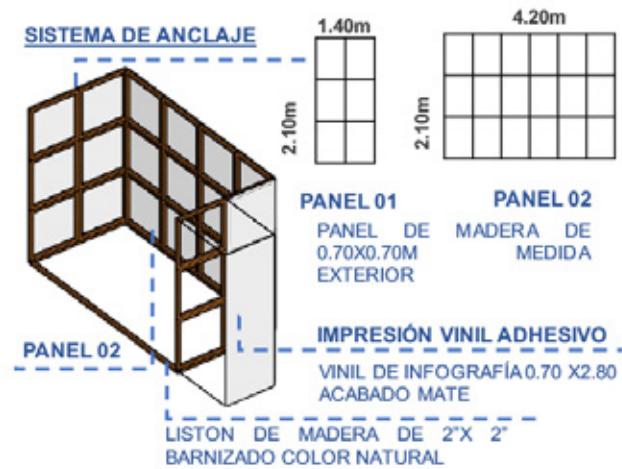 SISTEMA DE ANCLAJE
1.40m
4.20m
2.10m
2.10m
PANEL 01
PANEL 02
PANEL DE MADERA DE
0.70X0.70M MEDIDA
EXTERIOR
PANEL 02
IMPRESIÓN VINIL ADHESIVO
VINIL DE INFOGRAFÍA 0.70 X2.80
ACABADO MATE
LISTON DE MADERA DE 2"X 2"
BARNIZADO COLOR NATURAL